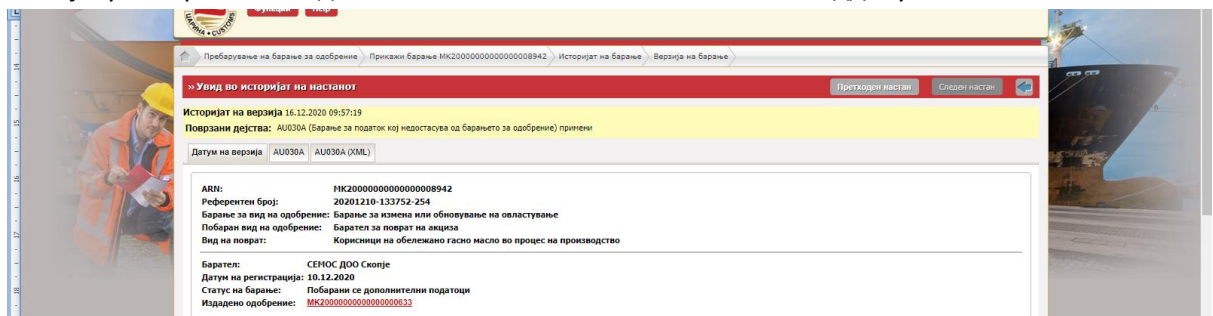 Функции Help
ЦАРИНА • CUSTOMS
Пребарување на барање за одобрение Прикажи барање MK20000000000000008942 Историјат на барање Верзија на барање
» Увид во историјат на настанот Претходен настан Следен настан
Историјат на верзија 16.12.2020 09:57:19
Поврзани дејства: AU030A (Барање за податок кој недостасува од барањето за одобрение) примени
Датум на верзија AU030A AU030A (XML)
ARN: MK20000000000000008942
Референтен број: 20201210-133752-254
Барање за вид на одобрение: Барање за измена или обновување на овластување
Побаран вид на одобрение: Барател за поврат на акциза
Вид на поврат: Корисници на обележано гасно масло во процес на производство
Барател: СЕМОС ДОО Скопје
Датум на регистрација: 10.12.2020
Статус на барање: Побарани се дополнителни податоци
Издадено одобрение: MK20000000000000000633